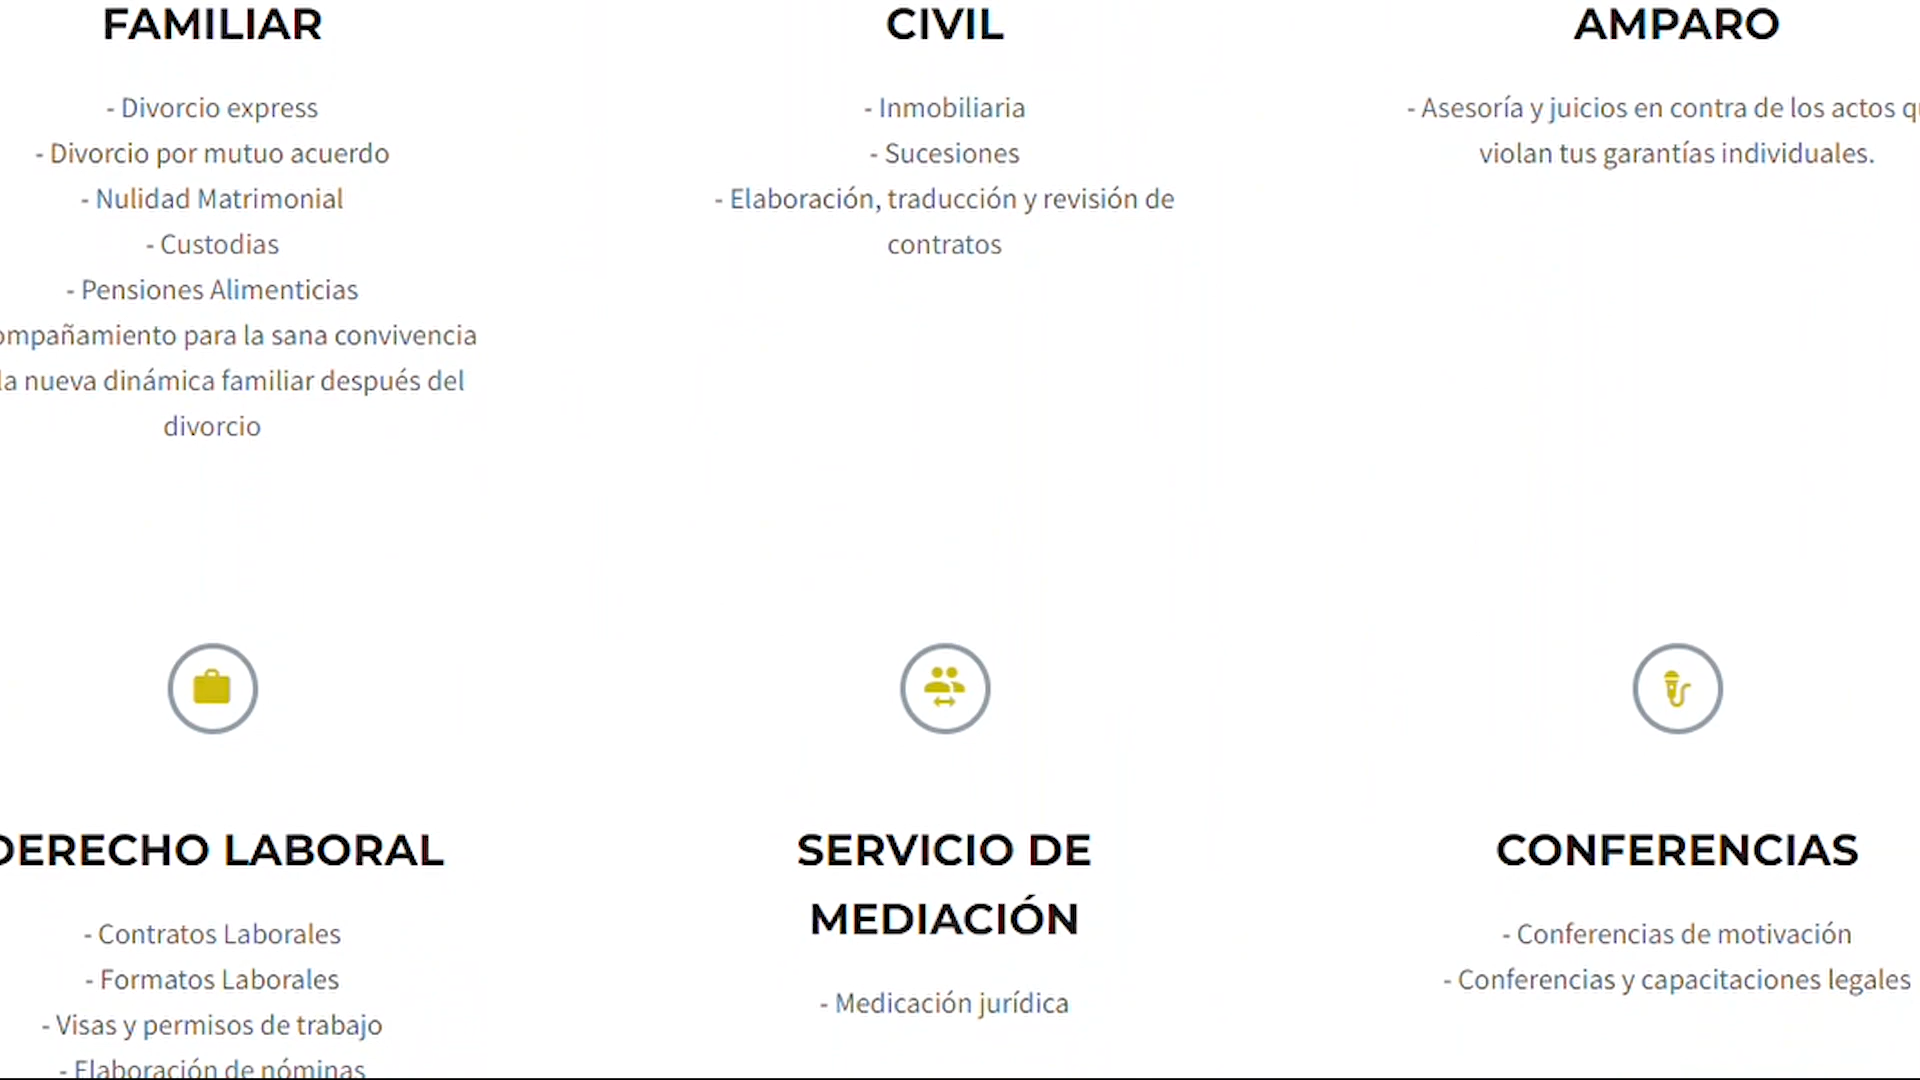 FAMILIAR
- Divorcio express
- Divorcio por mutuo acuerdo
- Nulidad Matrimonial
- Custodias
- Pensiones Alimenticias
ompañamiento para la sana convivencia
la nueva dinámica familiar después del
divorcio
CIVIL
- Inmobiliaria
- Sucesiones
- Elaboración, traducción y revisión de
contratos
AMPARO
- Asesoría y juicios en contra de los actos qu
violan tus garantías individuales.
DERECHO LABORAL
- Contratos Laborales
- Formatos Laborales
- Visas y permisos de trabajo
- Elaboración de nóminas
SERVICIO DE
MEDIACIÓN
- Medicación jurídica
CONFERENCIAS
- Conferencias de motivación
- Conferencias y capacitaciones legales